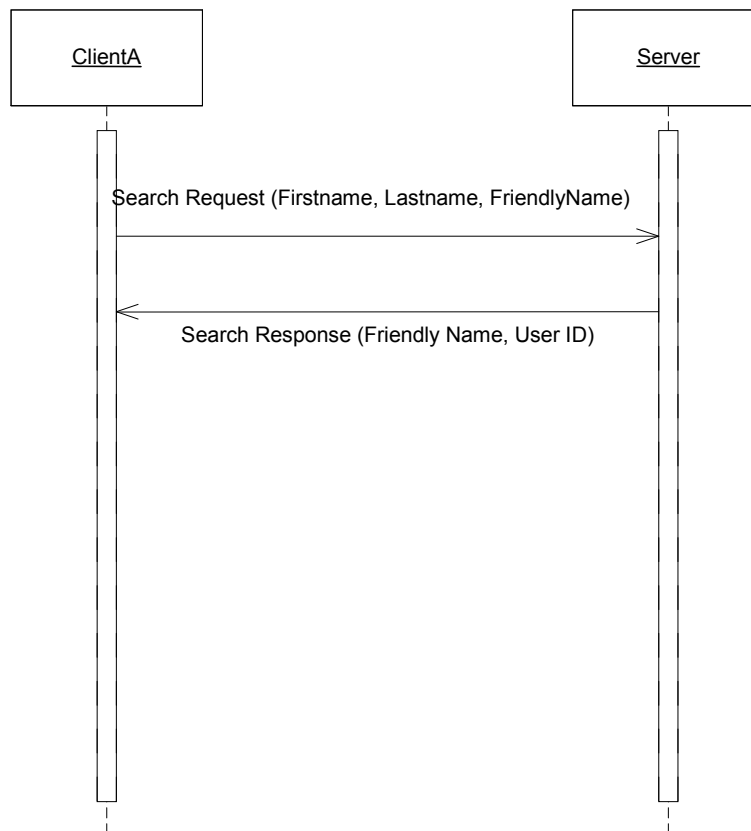 ClientA
Server
Search Request (Firstname, Lastname, FriendlyName)
Search Response (Friendly Name, User ID)